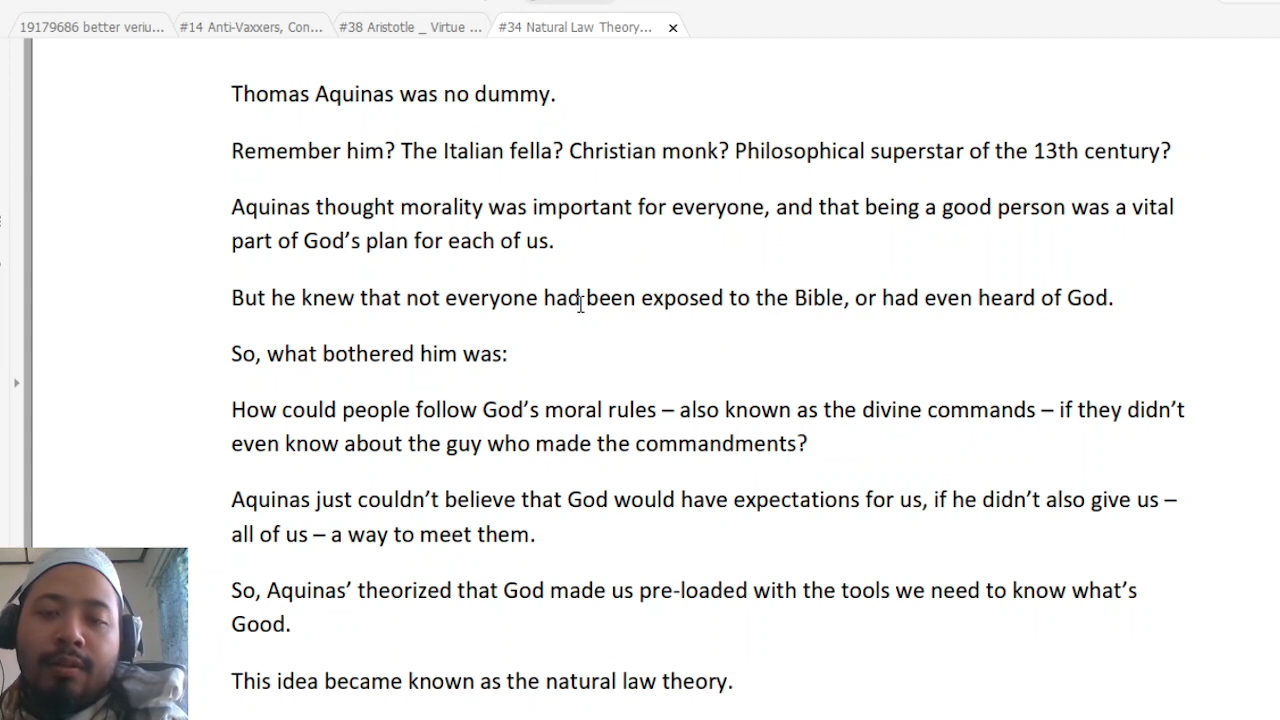 19179686 better veriu... #14 Anti-Vaxxers, Con... #38 Aristotle _ Virtue ... #34 Natural Law Theory... ×
Thomas Aquinas was no dummy.
Remember him? The Italian fella? Christian monk? Philosophical superstar of the 13th century?
Aquinas thought morality was important for everyone, and that being a good person was a vital
part of God’s plan for each of us.
But he knew that not everyone had been exposed to the Bible, or had even heard of God.
So, what bothered him was:
How could people follow God’s moral rules – also known as the divine commands – if they didn’t
even know about the guy who made the commandments?
Aquinas just couldn’t believe that God would have expectations for us, if he didn’t also give us –
all of us – a way to meet them.
So, Aquinas’ theorized that God made us pre-loaded with the tools we need to know what’s
Good.
This idea became known as the natural law theory.